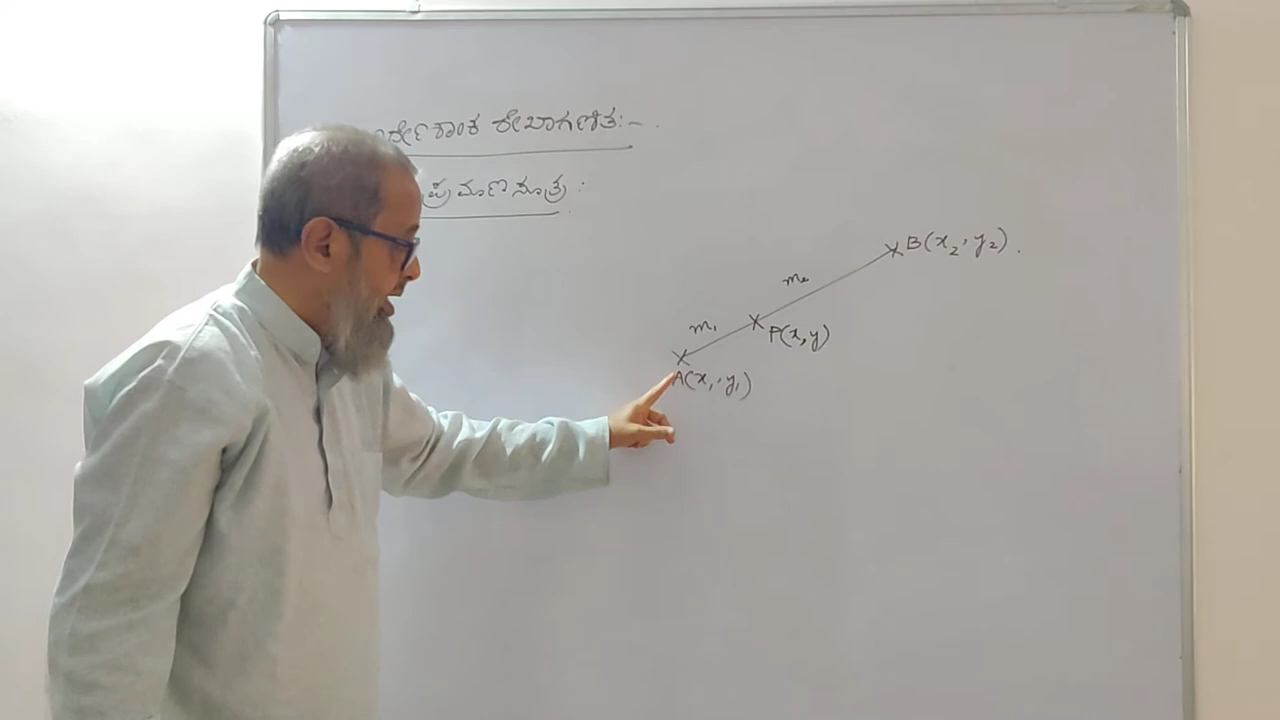 ರೇಖಾಗಣಿತ:-
ಪ್ರಮಾಣ ಸೂತ್ರ :
B(x₂, y₂).
m₂
m₁
P(x, y)
A(x₁, y₁)